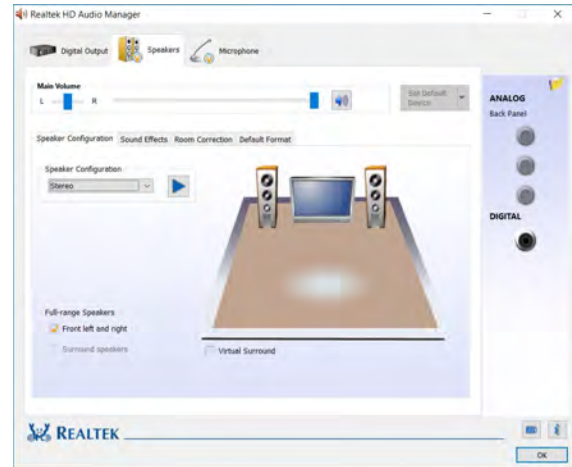 Realtek HD Audio Manager
Digital Output
Speakers
Microphone
Main Volume
L
R
Set Default
Device
Speaker Configuration
Sound Effects
Room Correction
Default Format
Speaker Configuration
Stereo
Full-range Speakers
Front left and right
Surround speakers
Virtual Surround
ANALOG
Back Panel
DIGITAL
REALTEK
OK